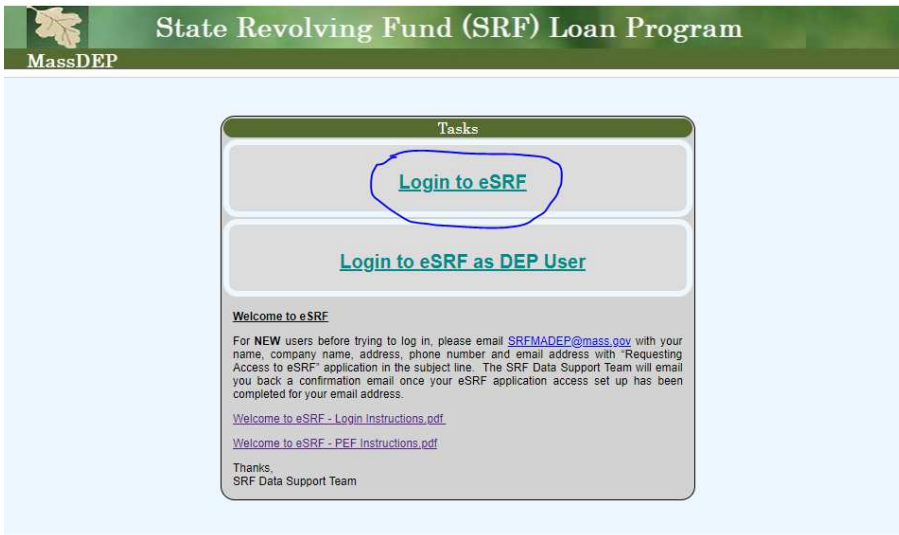 State Revolving Fund (SRF) Loan Program
MassDEP
Tasks
Login to eSRF
Login to eSRF as DEP User
Welcome to eSRF
For NEW users before trying to log in, please email SRFMADEP@mass.gov with your
name, company name, address, phone number and email address with “Requesting
Access to eSRF” application in the subject line. The SRF Data Support Team will email
you back a confirmation email once your eSRF application access set up has been
completed for your email address.
Welcome to eSRF - Login Instructions.pdf
Welcome to eSRF - PEF Instructions.pdf
Thanks,
SRF Data Support Team